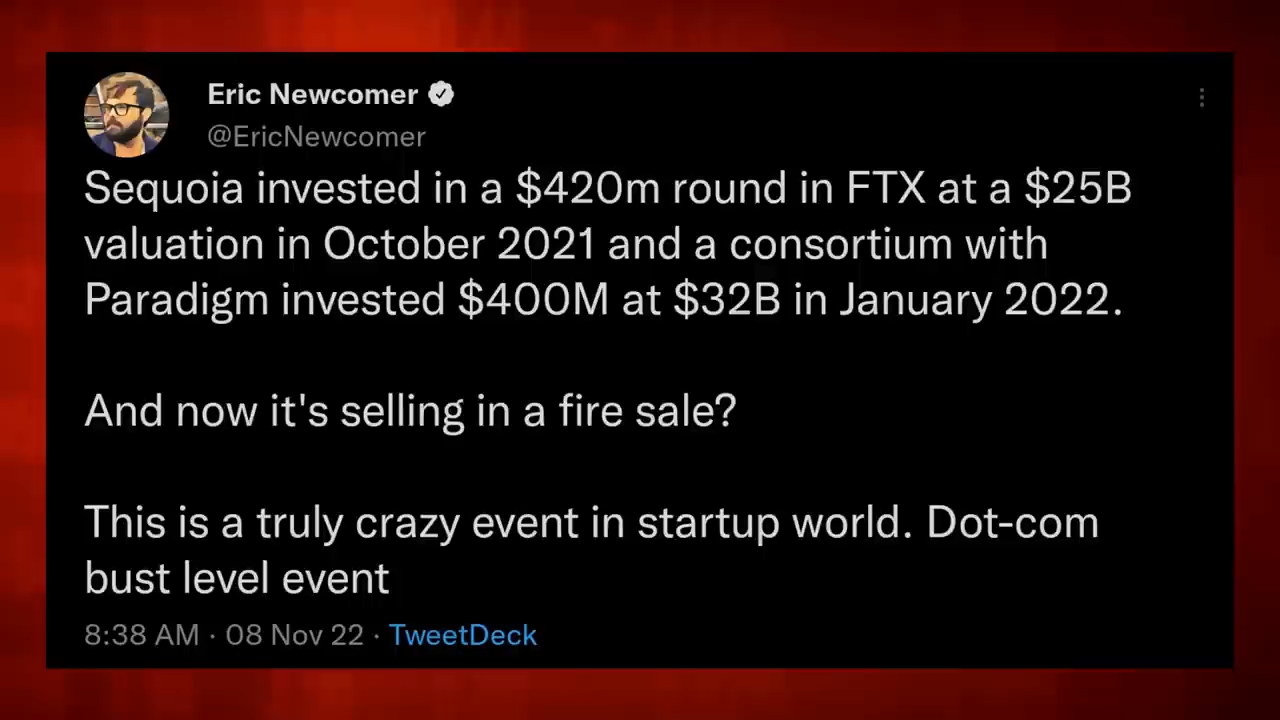 Eric Newcomer
@EricNewcomer
Sequoia invested in a $420m round in FTX at a $25B
valuation in October 2021 and a consortium with
Paradigm invested $400M at $32B in January 2022.
And now it's selling in a fire sale?
This is a truly crazy event in startup world. Dot-com
bust level event
8:38 AM · 08 Nov 22 · TweetDeck